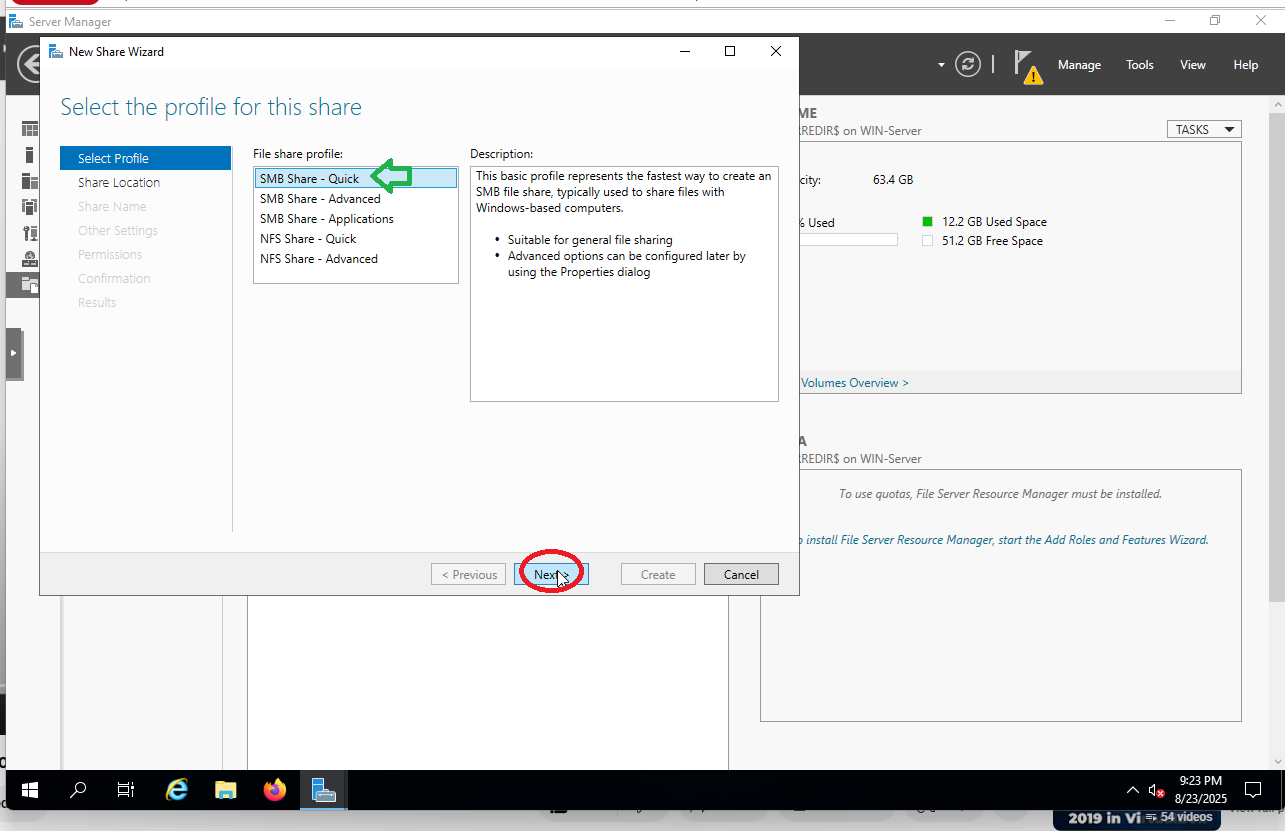 Server Manager
New Share Wizard
Manage Tools View Help
Select the profile for this share
Select Profile
Share Location
Share Name
Other Settings
Permissions
Confirmation
Results
File share profile:
SMB Share - Quick
SMB Share - Advanced
SMB Share - Applications
NFS Share - Quick
NFS Share - Advanced
Description:
This basic profile represents the fastest way to create an
SMB file share, typically used to share files with
Windows-based computers.
• Suitable for general file sharing
• Advanced options can be configured later by
using the Properties dialog
< Previous
Next >
Create
Cancel
ME
REDIR$ on WIN-Server
TASKS
city: 63.4 GB
% Used
12.2 GB Used Space
51.2 GB Free Space
Volumes Overview >
A
REDIR$ on WIN-Server
To use quotas, File Server Resource Manager must be installed.
install File Server Resource Manager, start the Add Roles and Features Wizard.
9:23 PM
8/23/2025
2019 in Vi
54 videos